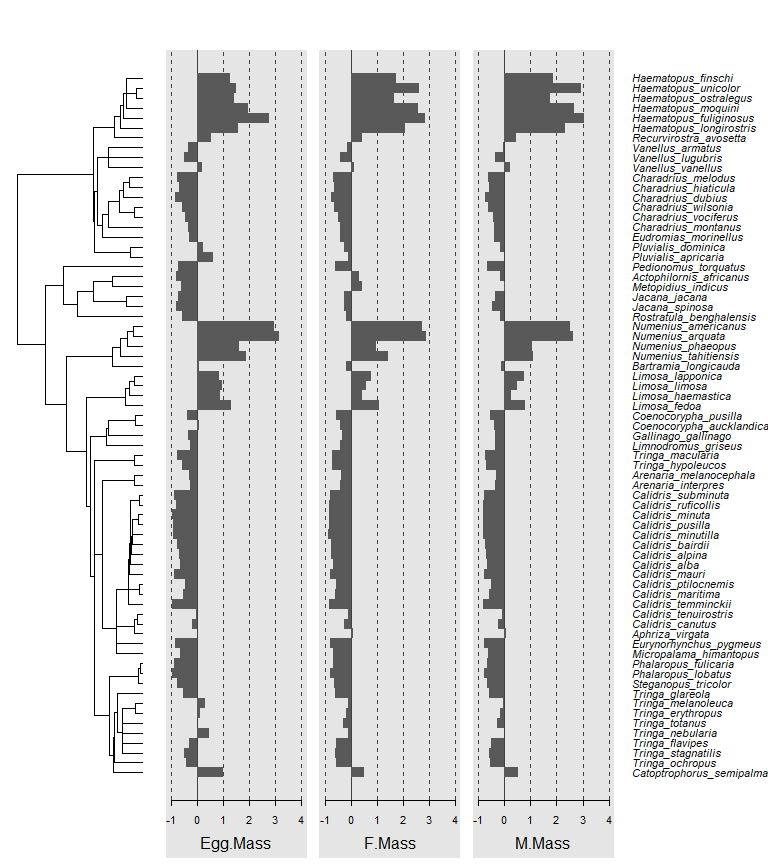 Haematopus_finschi
Haematopus_unicolor
Haematopus_ostralegus
Haematopus_moquini
Haematopus_fuliginosus
Haematopus_longirostris
Recurvirostra_avosetta
Vanellus_armatus
Vanellus_lugubris
Vanellus_vanellus
Charadrius_melodus
Charadrius_hiaticula
Charadrius_dubius
Charadrius_wilsonia
Charadrius_vociferus
Charadrius_montanus
Eudromias_morinellus
Pluvialis_dominica
Pluvialis_apricaria
Pedionomus_torquatus
Actophilornis_africanus
Metopidius_indicus
Jacana_jacana
Jacana_spinosa
Rostratula_benghalensis
Numenius_americanus
Numenius_arquata
Numenius_phaeopus
Numenius_tahitiensis
Bartramia_longicauda
Limosa_lapponica
Limosa_limosa
Limosa_haemastica
Limosa_fedoa
Coenocorypha_pusilla
Coenocorypha_aucklandica
Gallinago_gallinago
Limnodromus_griseus
Tringa_macularia
Tringa_hypoleucos
Arenaria_melanocephala
Arenaria_interpres
Calidris_subminuta
Calidris_ruficollis
Calidris_minuta
Calidris_pusilla
Calidris_minutilla
Calidris_bairdii
Calidris_alpina
Calidris_alba
Calidris_mauri
Calidris_ptilocnemis
Calidris_maritima
Calidris_temminckii
Calidris_tenuirostris
Calidris_canutus
Aphriza_virgata
Eurynorhynchus_pygmeus
Micropalama_himantopus
Phalaropus_fulicaria
Phalaropus_lobatus
Steganopus_tricolor
Tringa_glareola
Tringa_melanoleuca
Tringa_erythropus
Tringa_totanus
Tringa_nebularia
Tringa_flavipes
Tringa_stagnatilis
Tringa_ochropus
Catoptrophorus_semipalma
-1 0 1 2 3 4 -1 0 1 2 3 4 -1 0 1 2 3 4
Egg.Mass F.Mass M.Mass